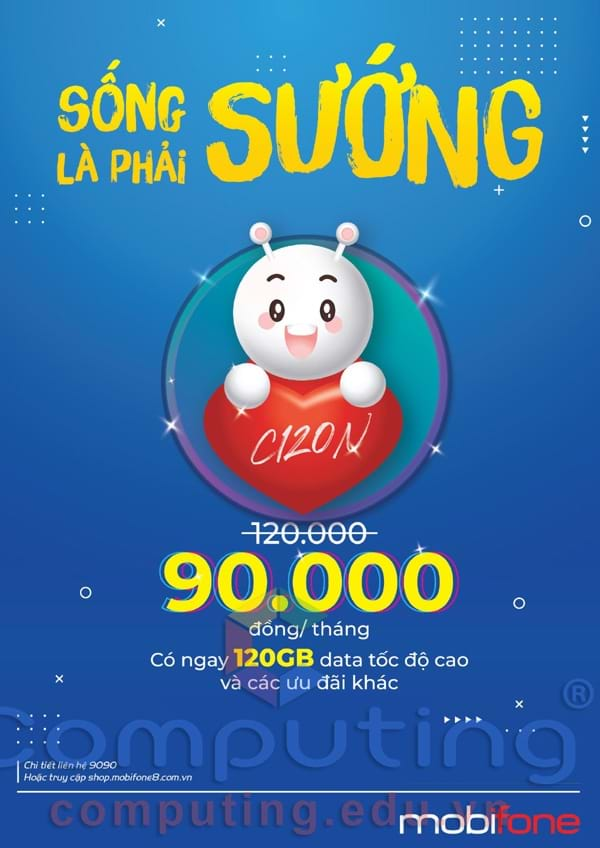 SỐNG
LÀ PHẢI
SƯỚNG
C120N
120.000
90.000
đồng/ tháng
Có ngay 120GB data tốc độ cao
và các ưu đãi khác
Computing ®
Chi tiết liên hệ 9090
Hoặc truy cập shop.mobifone8.com.vn
computing.edu.vn
mobifone